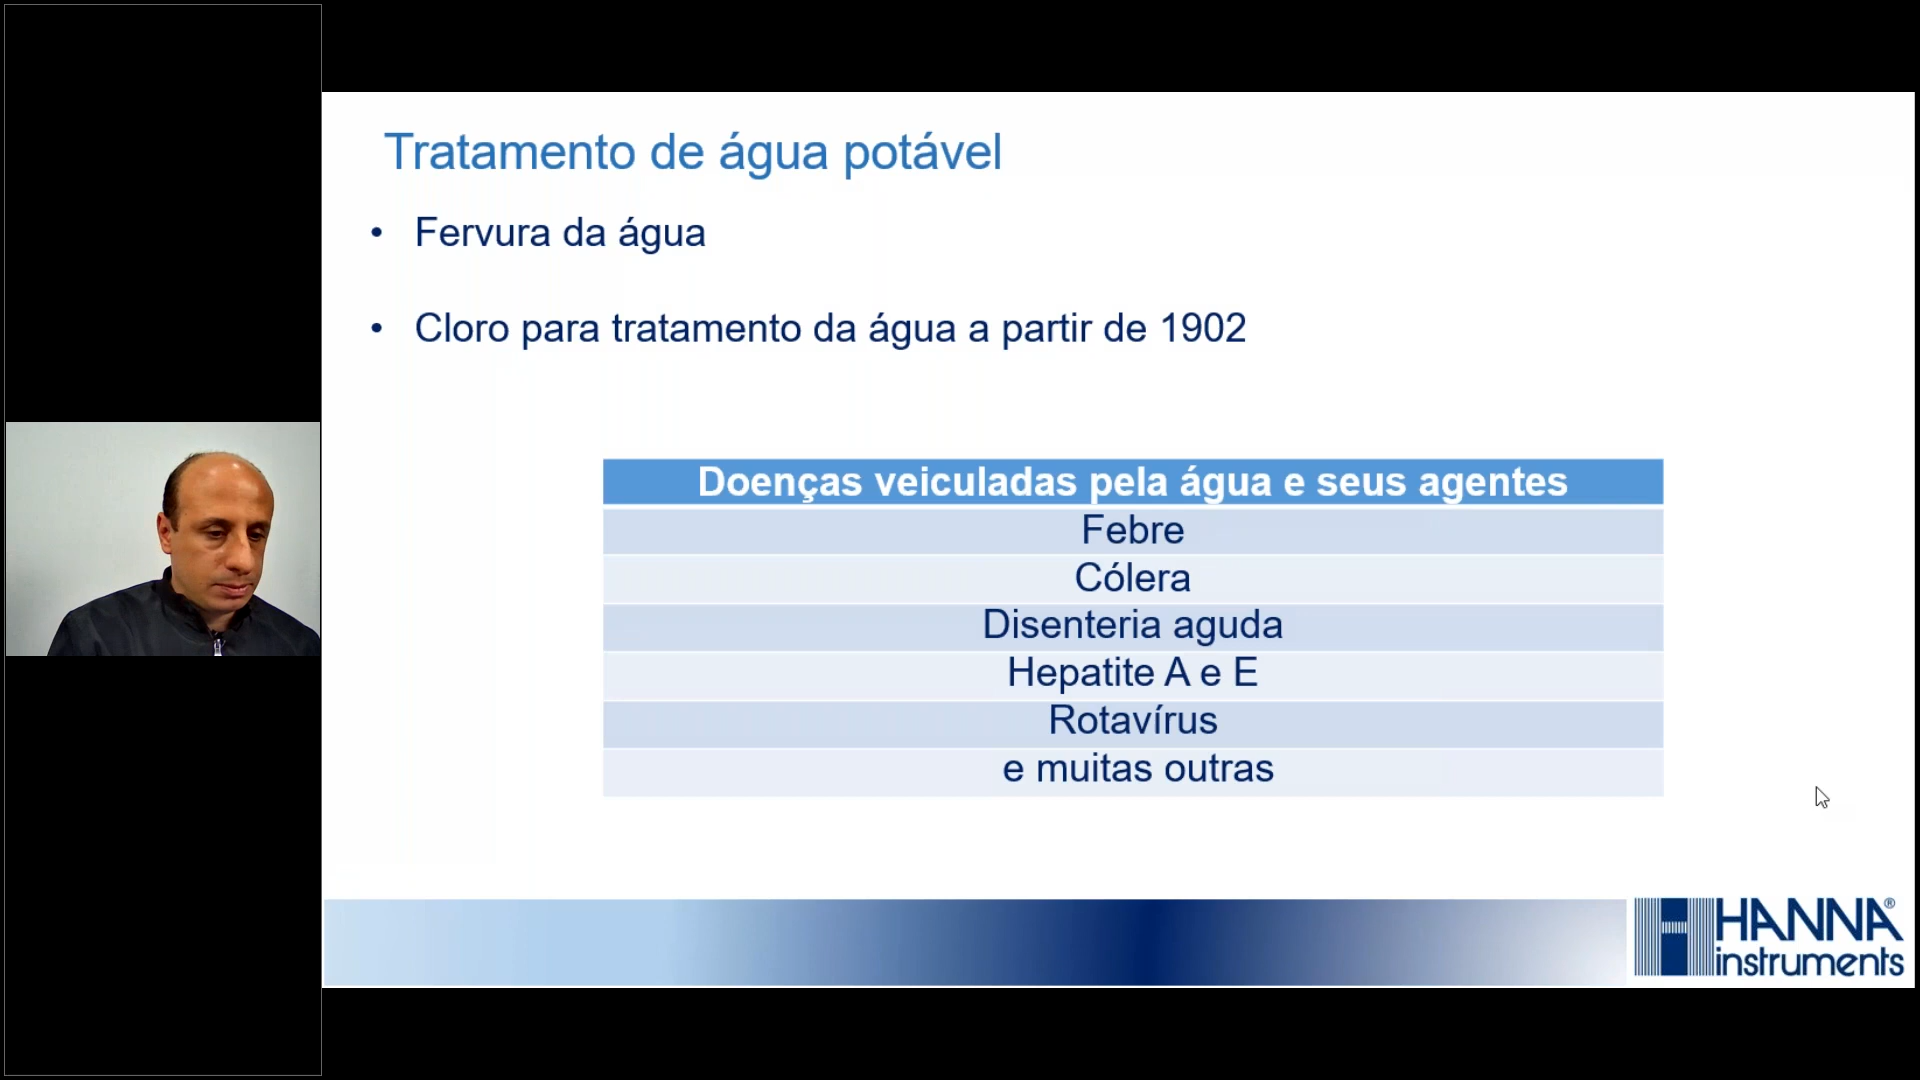 Tratamento de água potável
• Fervura da água
• Cloro para tratamento da água a partir de 1902
Doenças veiculadas pela água e seus agentes
Febre
Cólera
Disenteria aguda
Hepatite A e E
Rotavírus
e muitas outras
HANNA®
instruments